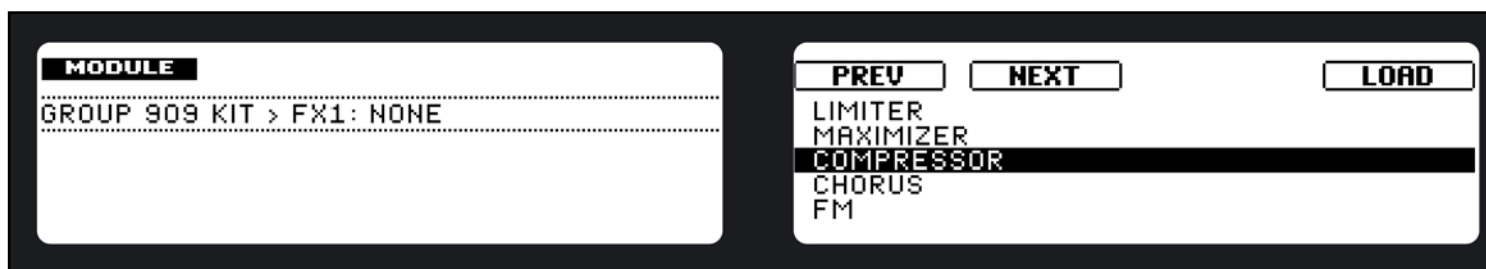 MODULE
GROUP 909 KIT > FX1: NONE
PREV NEXT LOAD
LIMITER
MAXIMIZER
COMPRESSOR
CHORUS
FM